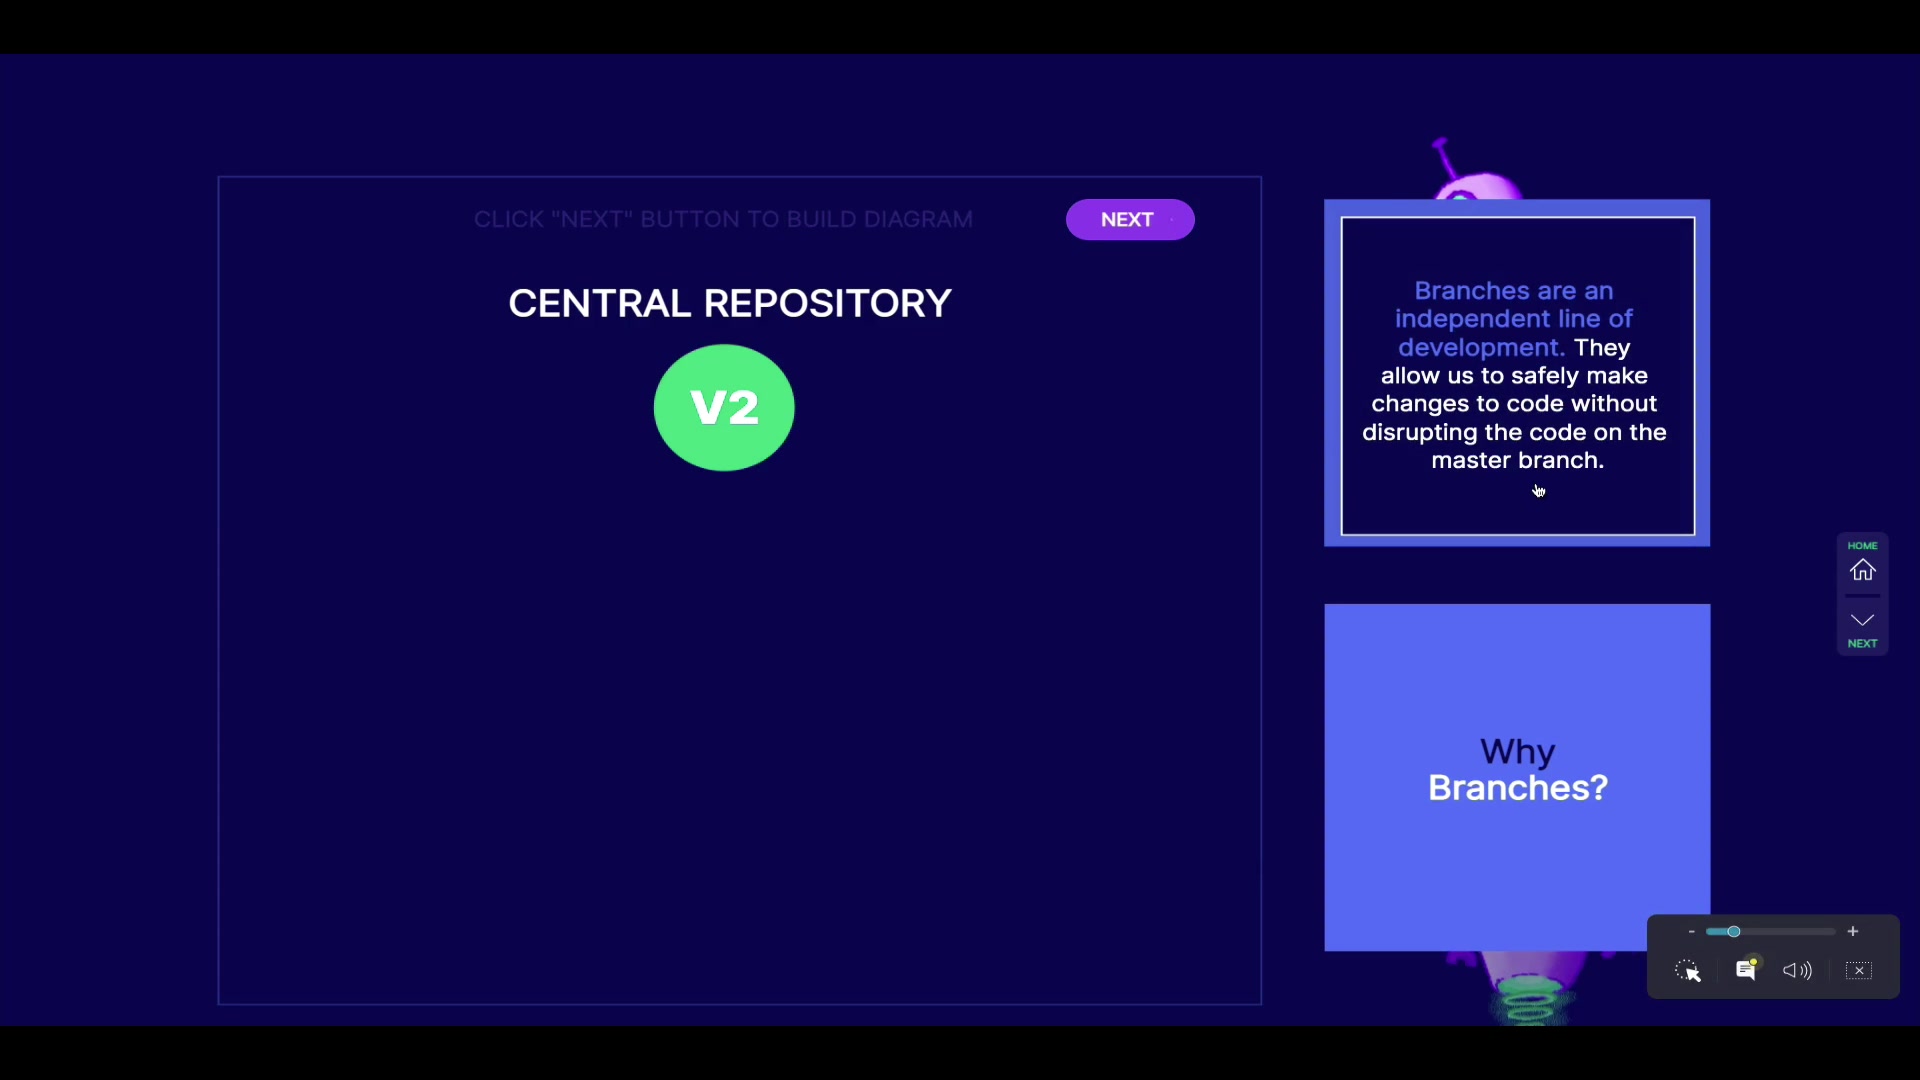 CLICK "NEXT" BUTTON TO BUILD DIAGRAM
NEXT
CENTRAL REPOSITORY
V2
Branches are an
independent line of
development. They
allow us to safely make
changes to code without
disrupting the code on the
master branch.
Why
Branches?
HOME
NEXT